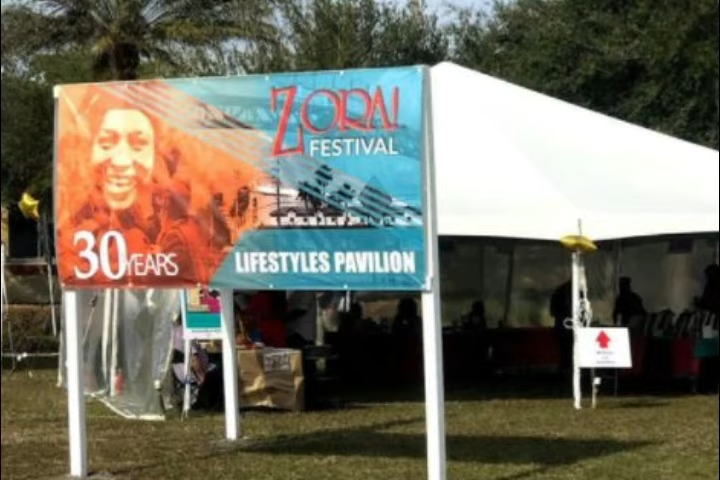 ZORA!
FESTIVAL
30 YEARS
LIFESTYLES PAVILION